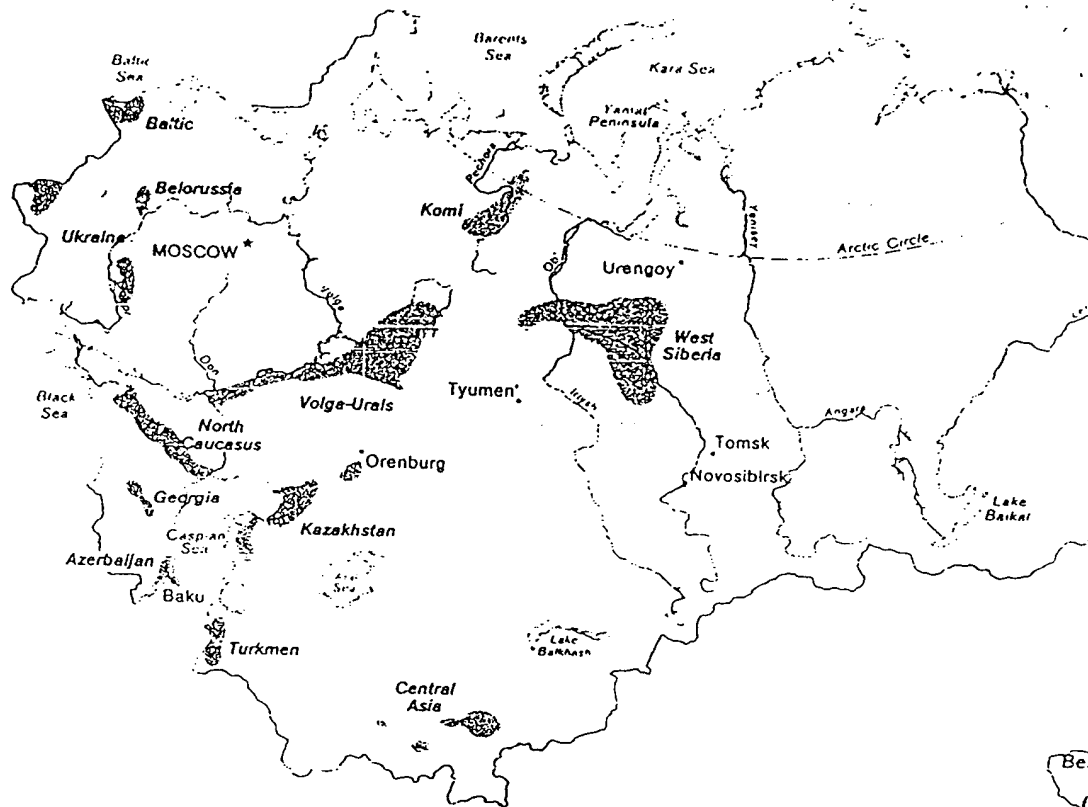 Barents
Sea
Kara Sea
Baltic
Sea
Yamal
Peninsula
Baltic
Pechora
Belorussia
Komi
Yenisey
Ukraine
MOSCOW
Arctic Circle
Ob'
Urengoy
Volga
West
Siberia
Don
Black
Sea
Volga-Urals
Tyumen
Irtysh
North
Caucasus
Angara
Tomsk
Orenburg
Novosibirsk
Georgia
Lake
Baikal
Kazakhstan
Caspian
Sea
Azerbaijan
Aral
Sea
Baku
Turkmen
Lake
Balkhash
Central
Asia
Be